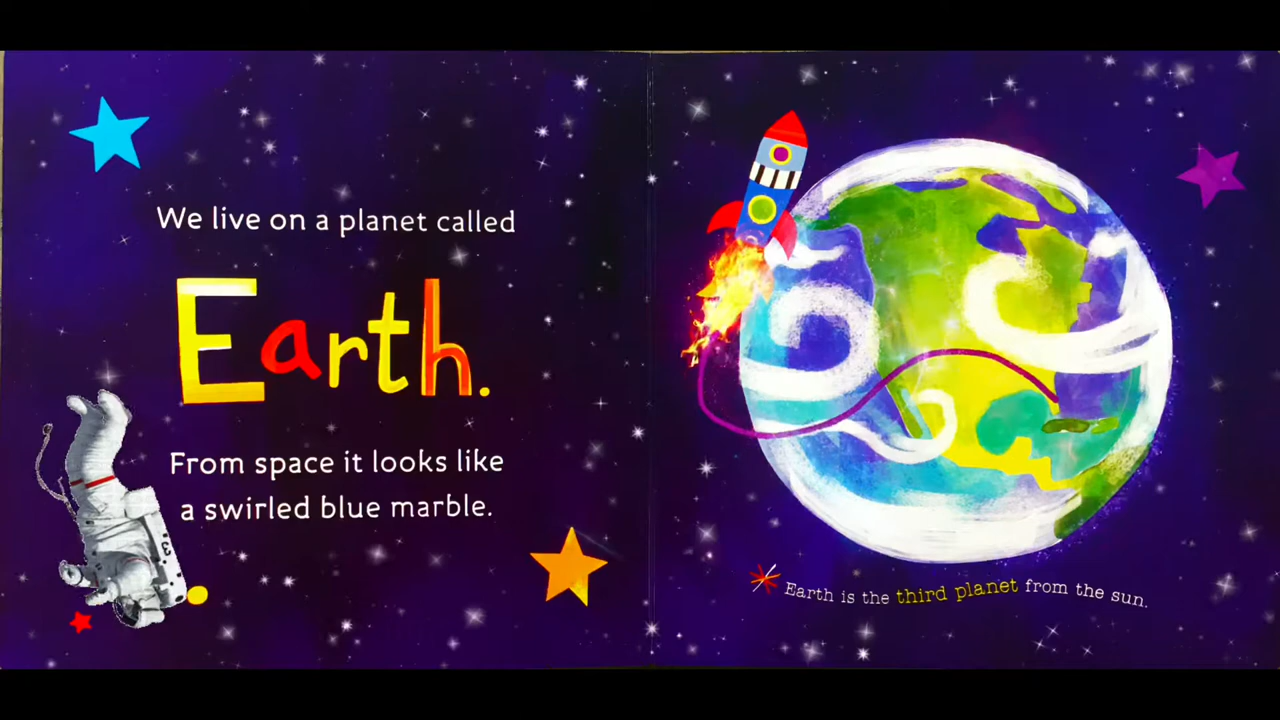 We live on a planet called
Earth.
From space it looks like
a swirled blue marble.
Earth is the third planet from the sun.